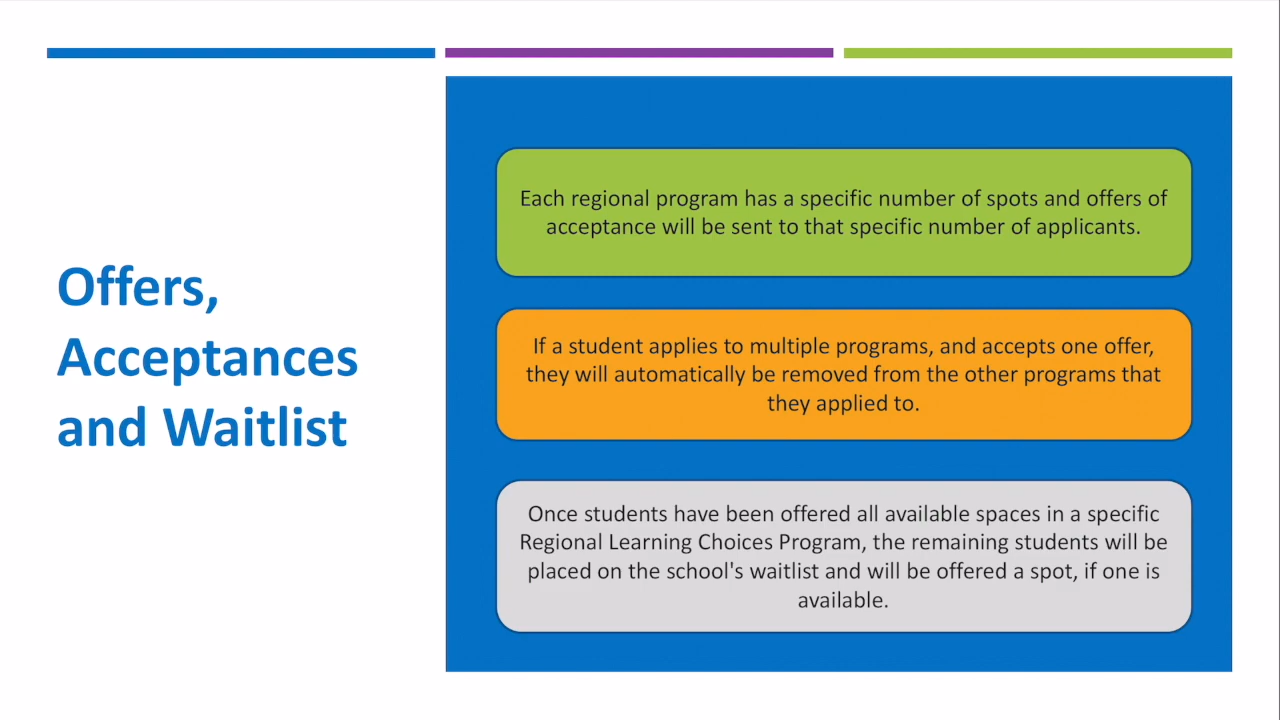 Offers,
Acceptances
and Waitlist
Each regional program has a specific number of spots and offers of
acceptance will be sent to that specific number of applicants.
If a student applies to multiple programs, and accepts one offer,
they will automatically be removed from the other programs that
they applied to.
Once students have been offered all available spaces in a specific
Regional Learning Choices Program, the remaining students will be
placed on the school's waitlist and will be offered a spot, if one is
available.